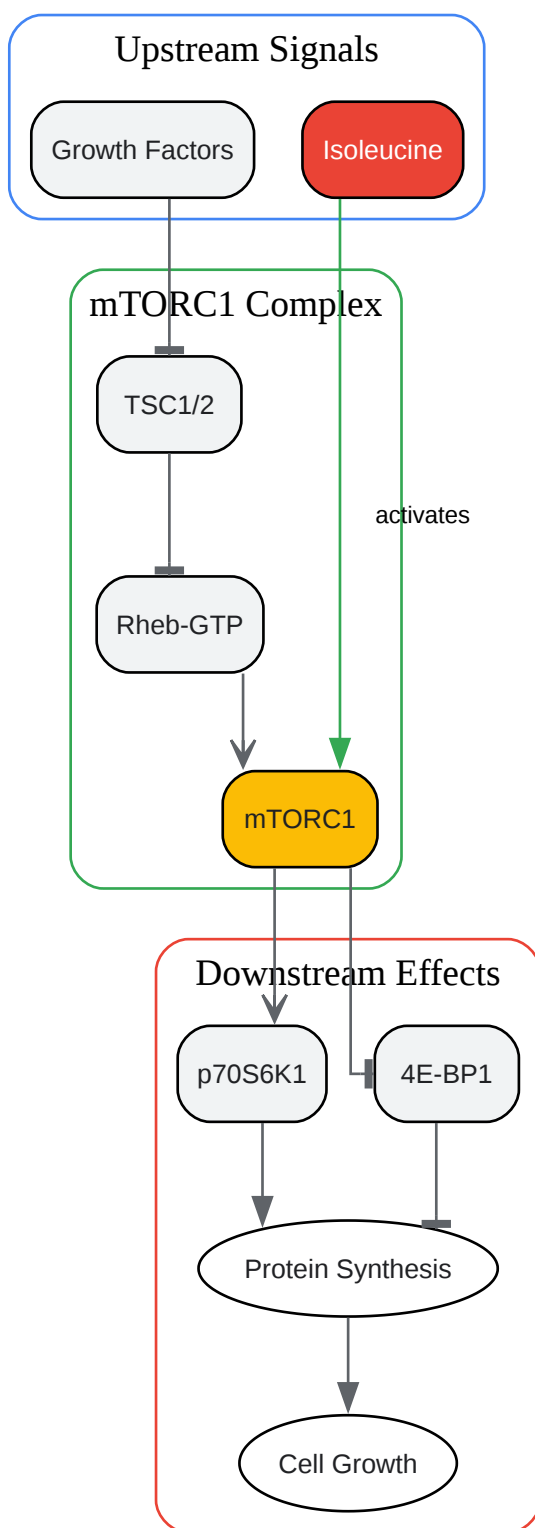 Upstream Signals
Growth Factors
Isoleucine
mTORC1 Complex
TSC1/2
activates
Rheb-GTP
mTORC1
Downstream Effects
p70S6K1
4E-BP1
Protein Synthesis
Cell Growth